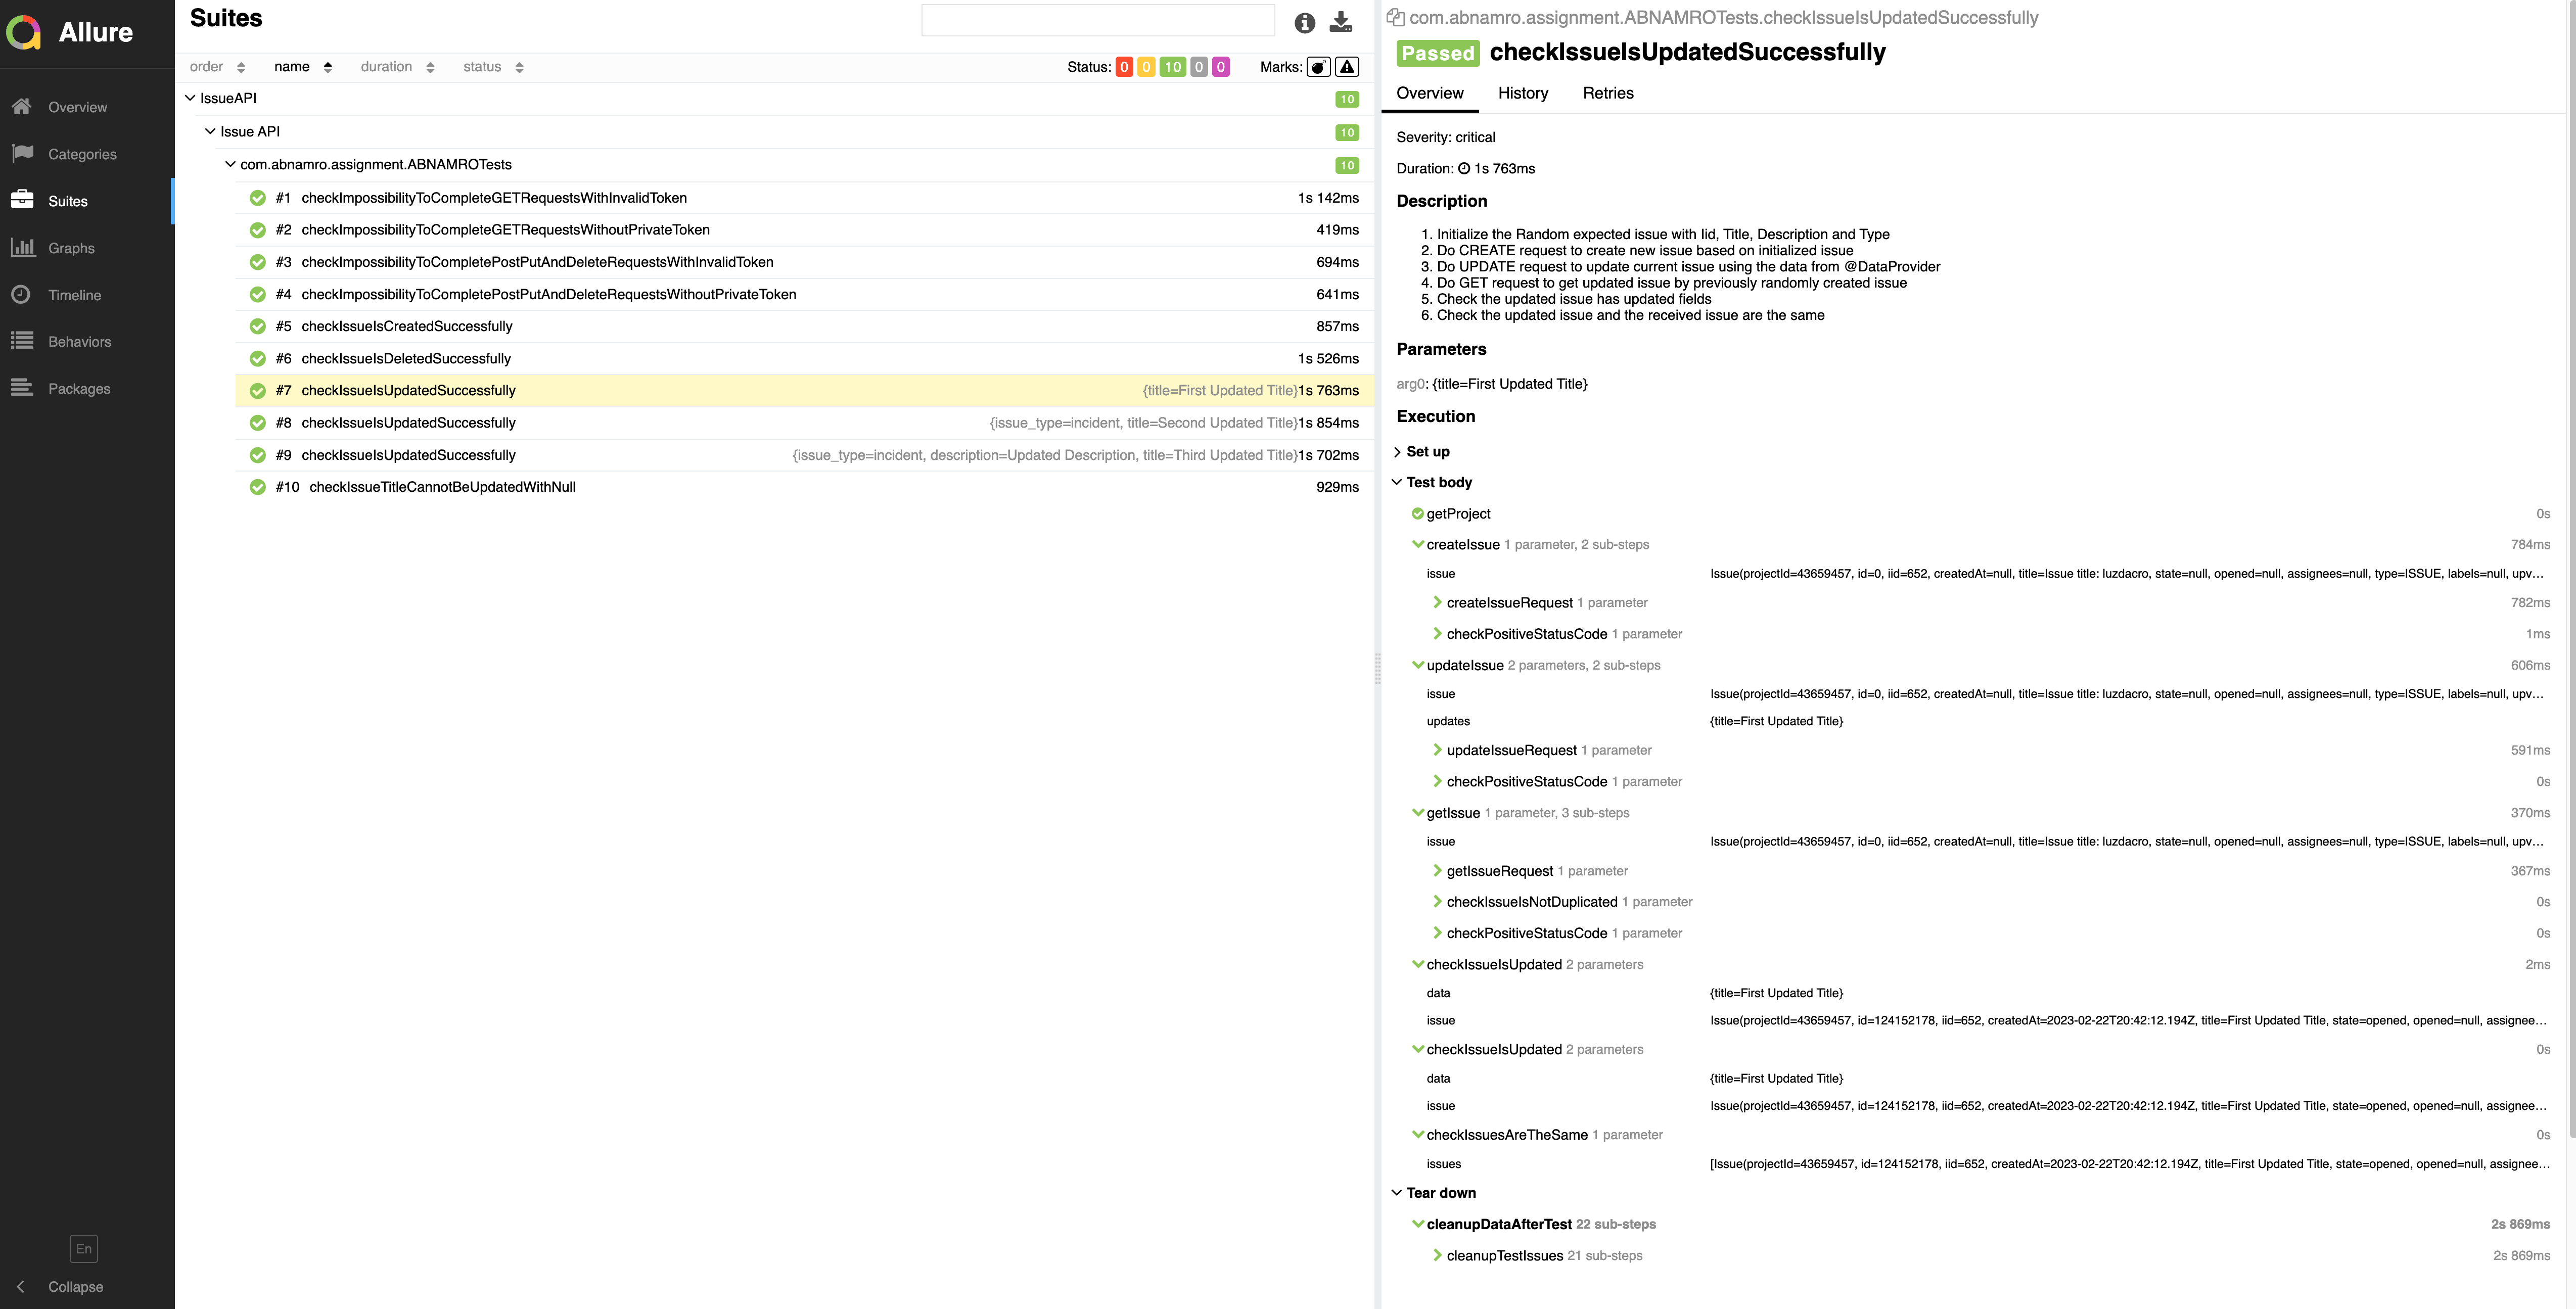 Allure
Overview
Categories
Suites
Graphs
Timeline
Behaviors
Packages
En
Collapse
Suites
order name duration status Status: 0 0 10 0 0 Marks:
IssueAPI 10
Issue API 10
com.abnamro.assignment.ABNAMROTests 10
#1 checkImpossibilityToCompleteGETRequestsWithInvalidToken 1s 142ms
#2 checkImpossibilityToCompleteGETRequestsWithoutPrivateToken 419ms
#3 checkImpossibilityToCompletePostPutAndDeleteRequestsWithInvalidToken 694ms
#4 checkImpossibilityToCompletePostPutAndDeleteRequestsWithoutPrivateToken 641ms
#5 checkIssueIsCreatedSuccessfully 857ms
#6 checkIssueIsDeletedSuccessfully 1s 526ms
#7 checkIssueIsUpdatedSuccessfully {title=First Updated Title}1s 763ms
#8 checkIssueIsUpdatedSuccessfully {issue_type=incident, title=Second Updated Title}1s 854ms
#9 checkIssueIsUpdatedSuccessfully {issue_type=incident, description=Updated Description, title=Third Updated Title}1s 702ms
#10 checkIssueTitleCannotBeUpdatedWithNull 929ms
com.abnamro.assignment.ABNAMROTests.checkIssueIsUpdatedSuccessfully
Passed checkIssueIsUpdatedSuccessfully
Overview History Retries
Severity: critical
Duration: 1s 763ms
Description
1. Initialize the Random expected issue with Iid, Title, Description and Type
2. Do CREATE request to create new issue based on initialized issue
3. Do UPDATE request to update current issue using the data from @DataProvider
4. Do GET request to get updated issue by previously randomly created issue
5. Check the updated issue has updated fields
6. Check the updated issue and the received issue are the same
Parameters
arg0: {title=First Updated Title}
Execution
Set up
Test body
getProject 0s
createIssue 1 parameter, 2 sub-steps 784ms
issue Issue(projectId=43659457, id=0, iid=652, createdAt=null, title=Issue title: luzdacro, state=null, opened=null, assignees=null, type=ISSUE, labels=null, upv…
createIssueRequest 1 parameter 782ms
checkPositiveStatusCode 1 parameter 1ms
updateIssue 2 parameters, 2 sub-steps 606ms
issue Issue(projectId=43659457, id=0, iid=652, createdAt=null, title=Issue title: luzdacro, state=null, opened=null, assignees=null, type=ISSUE, labels=null, upv…
updates {title=First Updated Title}
updateIssueRequest 1 parameter 591ms
checkPositiveStatusCode 1 parameter 0s
getIssue 1 parameter, 3 sub-steps 370ms
issue Issue(projectId=43659457, id=0, iid=652, createdAt=null, title=Issue title: luzdacro, state=null, opened=null, assignees=null, type=ISSUE, labels=null, upv…
getIssueRequest 1 parameter 367ms
checkIssueIsNotDuplicated 1 parameter 0s
checkPositiveStatusCode 1 parameter 0s
checkIssueIsUpdated 2 parameters 2ms
data {title=First Updated Title}
issue Issue(projectId=43659457, id=124152178, iid=652, createdAt=2023-02-22T20:42:12.194Z, title=First Updated Title, state=opened, opened=null, assignee…
checkIssueIsUpdated 2 parameters 0s
data {title=First Updated Title}
issue Issue(projectId=43659457, id=124152178, iid=652, createdAt=2023-02-22T20:42:12.194Z, title=First Updated Title, state=opened, opened=null, assignee…
checkIssuesAreTheSame 1 parameter 0s
issues [Issue(projectId=43659457, id=124152178, iid=652, createdAt=2023-02-22T20:42:12.194Z, title=First Updated Title, state=opened, opened=null, assignee…
Tear down
cleanupDataAfterTest 22 sub-steps 2s 869ms
cleanupTestIssues 21 sub-steps 2s 869ms